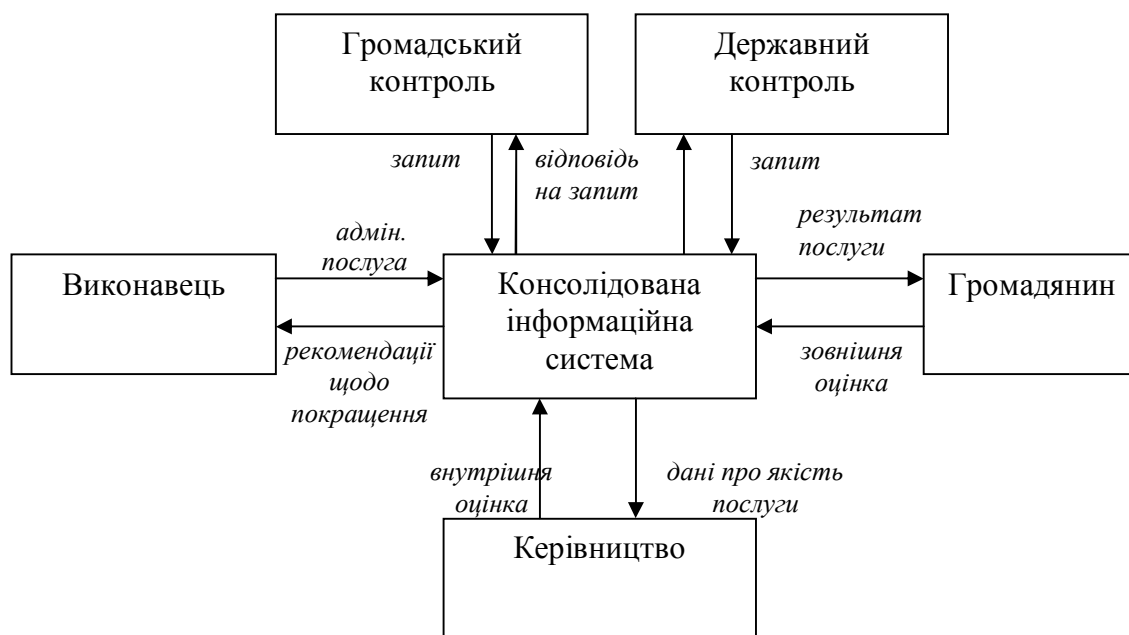 Громадський
контроль
Державний
контроль
запит
відповідь
на запит
запит
результат
послуги
адмін.
послуга
Виконавець
Консолідована
інформаційна
система
Громадянин
рекомендації
щодо
покращення
зовнішня
оцінка
внутрішня
оцінка
дані про якість
послуги
Керівництво